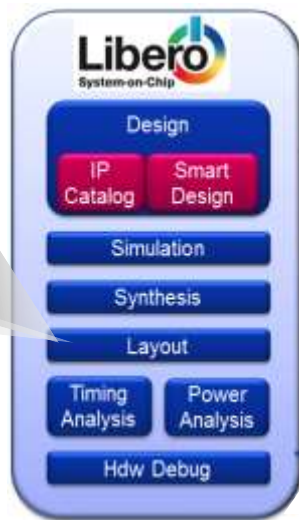 Libero
System-on-Chip
Design
IP Catalog
Smart Design
Simulation
Synthesis
Layout
Timing Analysis
Power Analysis
Hdw Debug